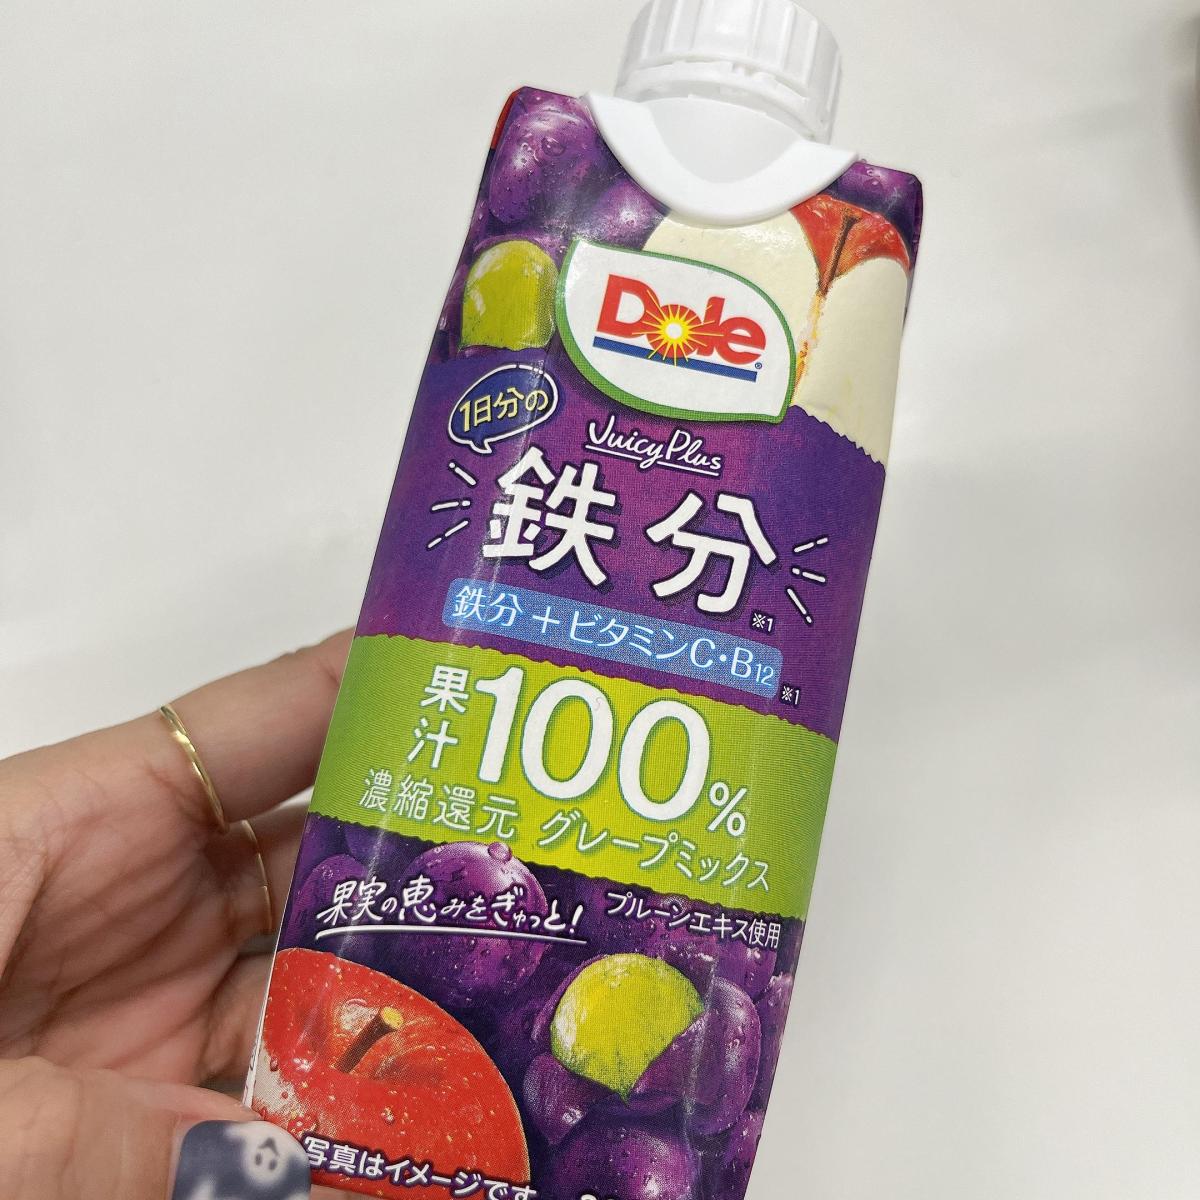 Dole
1日分の
Juicy Plus
鉄分
※1
鉄分+ビタミンC・B12
※1
果汁100%
濃縮還元 グレープミックス
果実の恵みをぎゅっと!
プルーンエキス使用
写真はイメージです